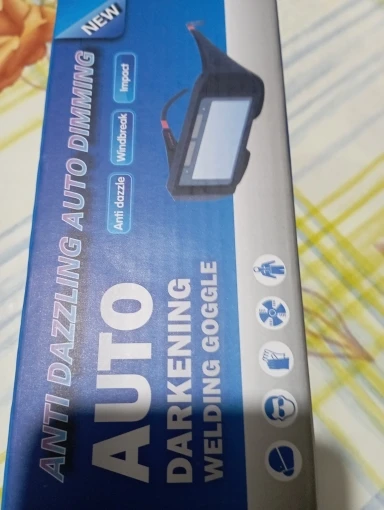 NEW
ANTI DAZZLING AUTO DIMMING
Anti dazzle Windbreak Impact
AUTO
DARKENING
WELDING GOGGLE